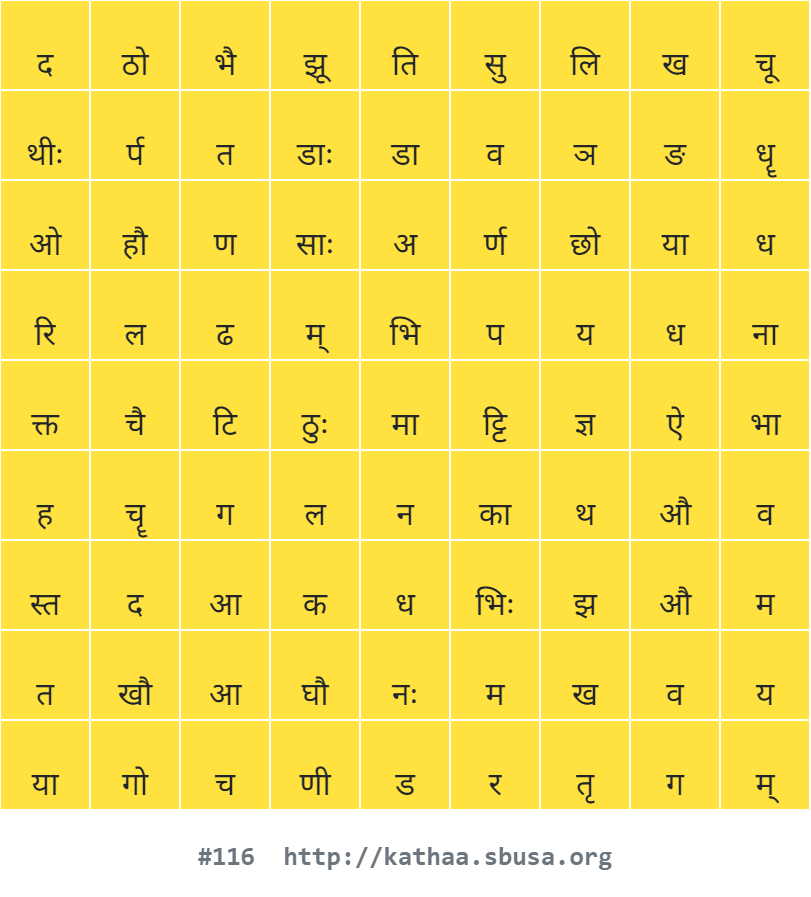 द ठो भै झू ति सु लि ख चू
थीः र्प त डाः डा व ञ ङ धॄ
ओ हौ ण साः अ र्ण छो या ध
रि ल ढ म् भि प य ध ना
क्त चै टि ठुः मा ट्टि ज्ञ ऐ भा
ह चॄ ग ल न का थ औ व
स्त द आ क ध भिः झ औ म
त खौ आ घौ नः म ख व य
या गो च णी ड र तृ ग म्
#116 http://kathaa.sbusa.org